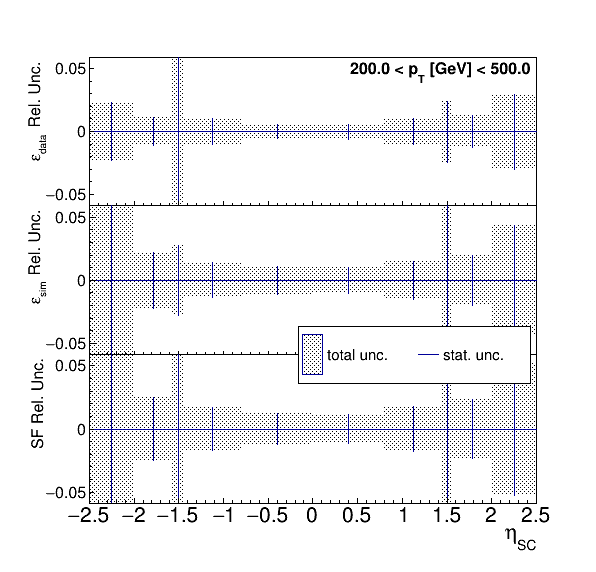 200.0 < p_T [GeV] < 500.0
ε_data Rel. Unc.
0.05
0
−0.05
ε_sim Rel. Unc.
0.05
0
−0.05
total unc. stat. unc.
SF Rel. Unc.
0.05
0
−0.05
−2.5 −2 −1.5 −1 −0.5 0 0.5 1 1.5 2 2.5
η_SC